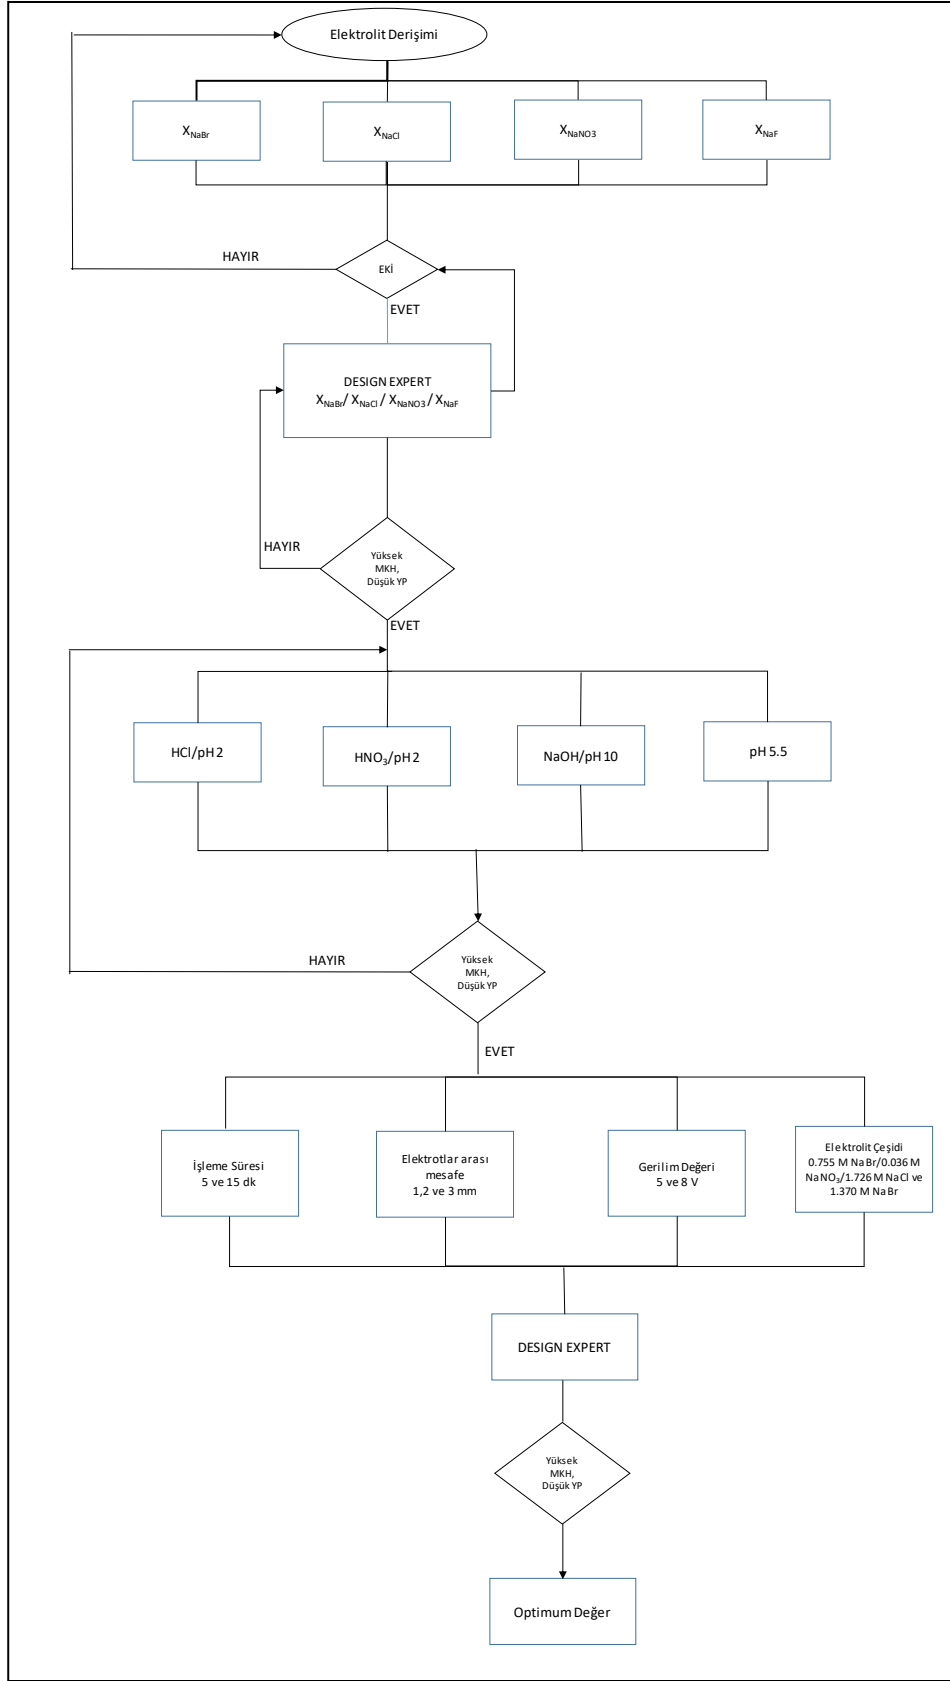 Elektrolit Derişimi
XNaBr
XNaCl
XNaNO3
XNaF
HAYIR
EKİ
EVET
DESIGN EXPERT
XNaBr/ XNaCl / XNaNO3 / XNaF
HAYIR
Yüksek
MKH,
Düşük YP
EVET
HCl/pH 2
HNO3/pH 2
NaOH/pH 10
pH 5.5
HAYIR
Yüksek
MKH,
Düşük YP
EVET
İşleme Süresi
5 ve 15 dk
Elektrotlar arası
mesafe
1,2 ve 3 mm
Gerilim Değeri
5 ve 8 V
Elektrolit Çeşidi
0.755 M NaBr/0.036 M
NaNO3/1.726 M NaCl ve
1.370 M NaBr
DESIGN EXPERT
Yüksek
MKH,
Düşük YP
Optimum Değer